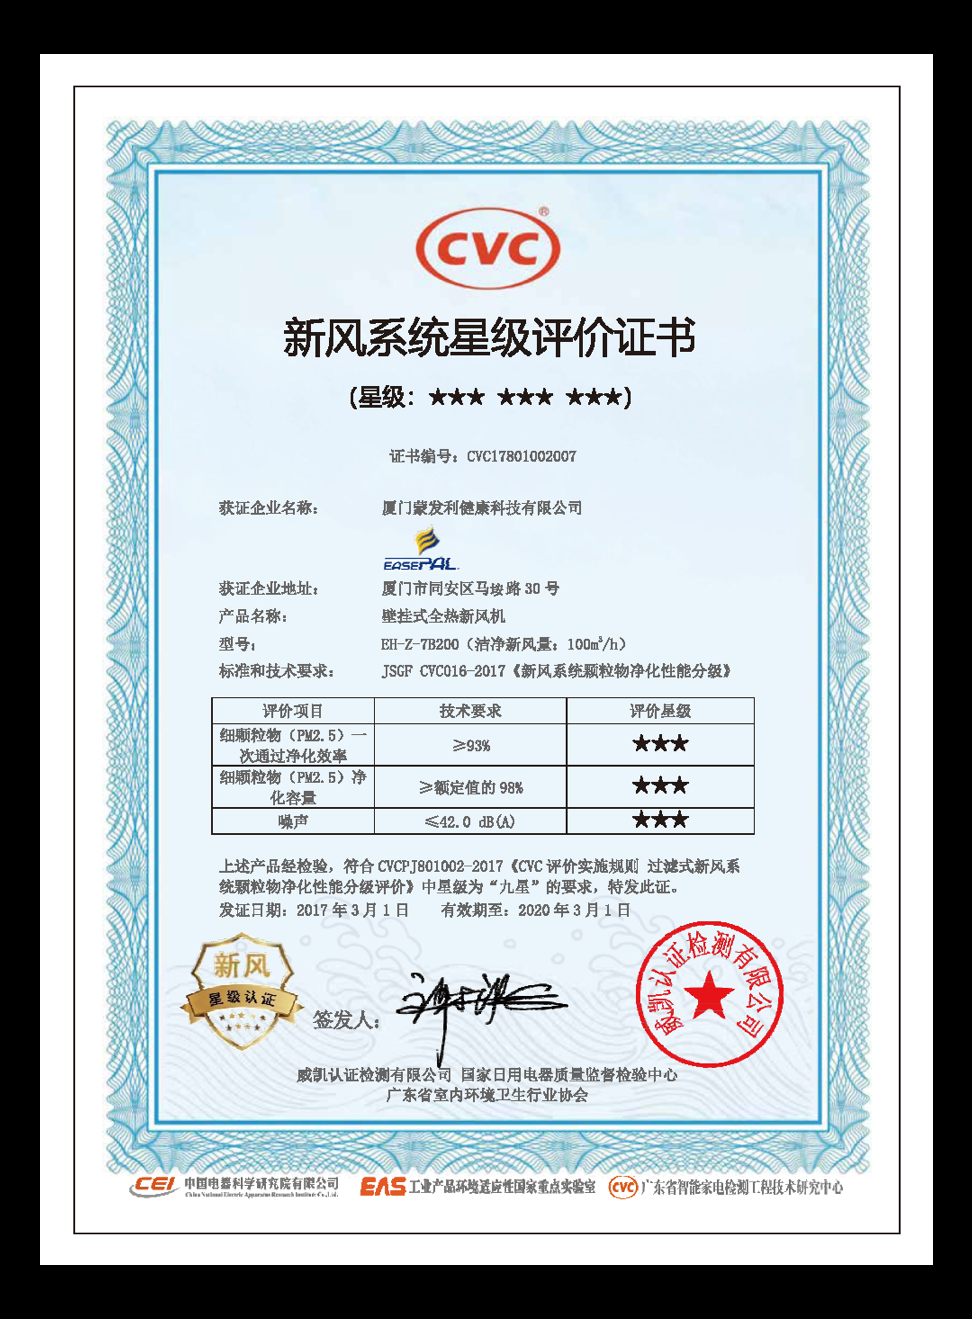 CVC®
新风系统星级评价证书
(星级：★★★ ★★★ ★★★)
证书编号：CVC17801002007
获证企业名称： 厦门蒙发利健康科技有限公司
EASEPAL
获证企业地址： 厦门市同安区马垵路 30 号
产品名称： 壁挂式全热新风机
型号： EH-Z-7B200（洁净新风量：100m³/h）
标准和技术要求： JSGF CVC016-2017《新风系统颗粒物净化性能分级》
评价项目 技术要求 评价星级
细颗粒物（PM2.5）一
次通过净化效率 ≥93% ★★★
细颗粒物（PM2.5）净
化容量 ≥额定值的 98% ★★★
噪声 ≤42.0 dB(A) ★★★
上述产品经检验，符合 CVCPJ801002-2017《CVC 评价实施规则 过滤式新风系
统颗粒物净化性能分级评价》中星级为“九星”的要求，特发此证。
发证日期：2017 年 3 月 1 日 有效期至：2020 年 3 月 1 日
新风
星级认证
签发人：
威凯认证检测有限公司
威凯认证检测有限公司 国家日用电器质量监督检验中心
广东省室内环境卫生行业协会
CEI 中国电器科学研究院有限公司
China National Electric Apparatus Research Institute Co., Ltd.
EAS 工业产品环境适应性国家重点实验室
CVC 广东省智能家电检测工程技术研究中心